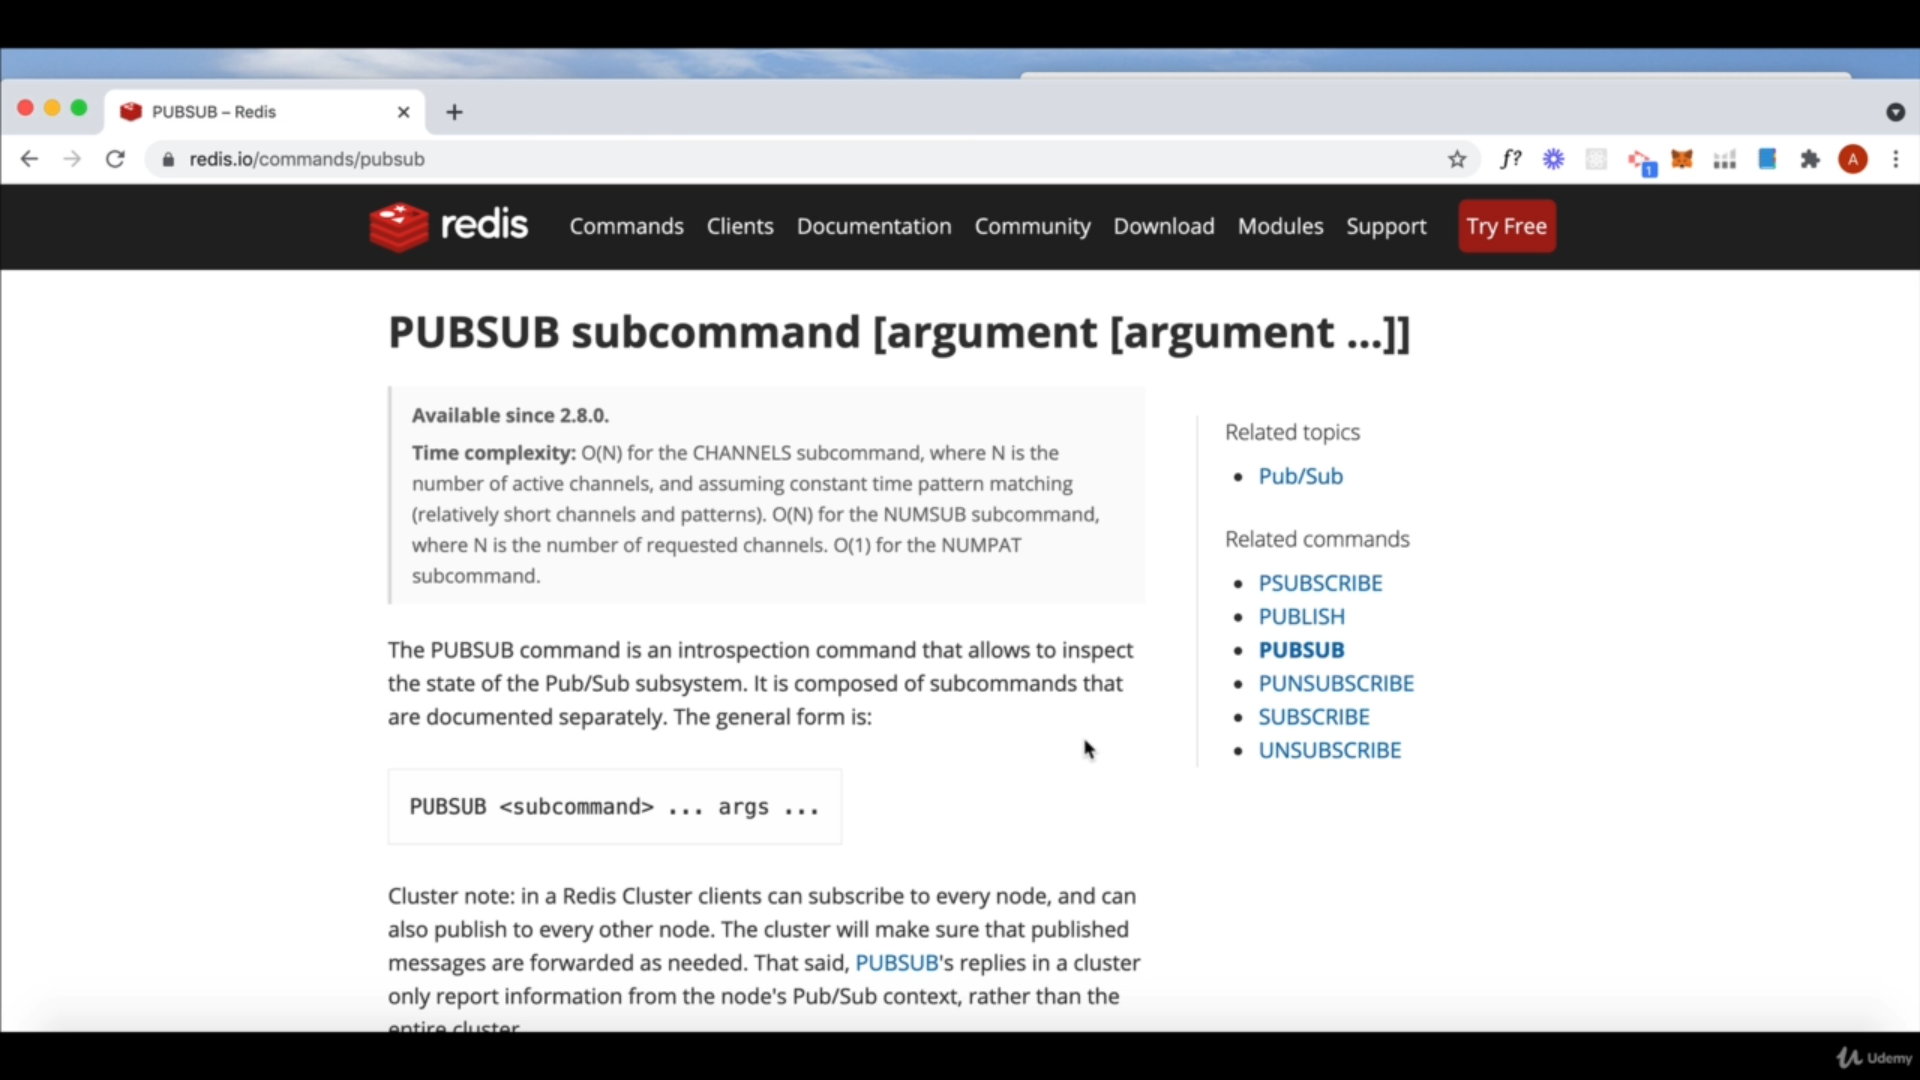 PUBSUB – Redis
redis.io/commands/pubsub
f?
1
A
redis
Commands Clients Documentation Community Download Modules Support Try Free
PUBSUB subcommand [argument [argument ...]]
Available since 2.8.0.
Time complexity: O(N) for the CHANNELS subcommand, where N is the
number of active channels, and assuming constant time pattern matching
(relatively short channels and patterns). O(N) for the NUMSUB subcommand,
where N is the number of requested channels. O(1) for the NUMPAT
subcommand.
The PUBSUB command is an introspection command that allows to inspect
the state of the Pub/Sub subsystem. It is composed of subcommands that
are documented separately. The general form is:
PUBSUB <subcommand> ... args ...
Cluster note: in a Redis Cluster clients can subscribe to every node, and can
also publish to every other node. The cluster will make sure that published
messages are forwarded as needed. That said, PUBSUB's replies in a cluster
only report information from the node's Pub/Sub context, rather than the
entire cluster.
Related topics
Pub/Sub
Related commands
PSUBSCRIBE
PUBLISH
PUBSUB
PUNSUBSCRIBE
SUBSCRIBE
UNSUBSCRIBE
Udemy